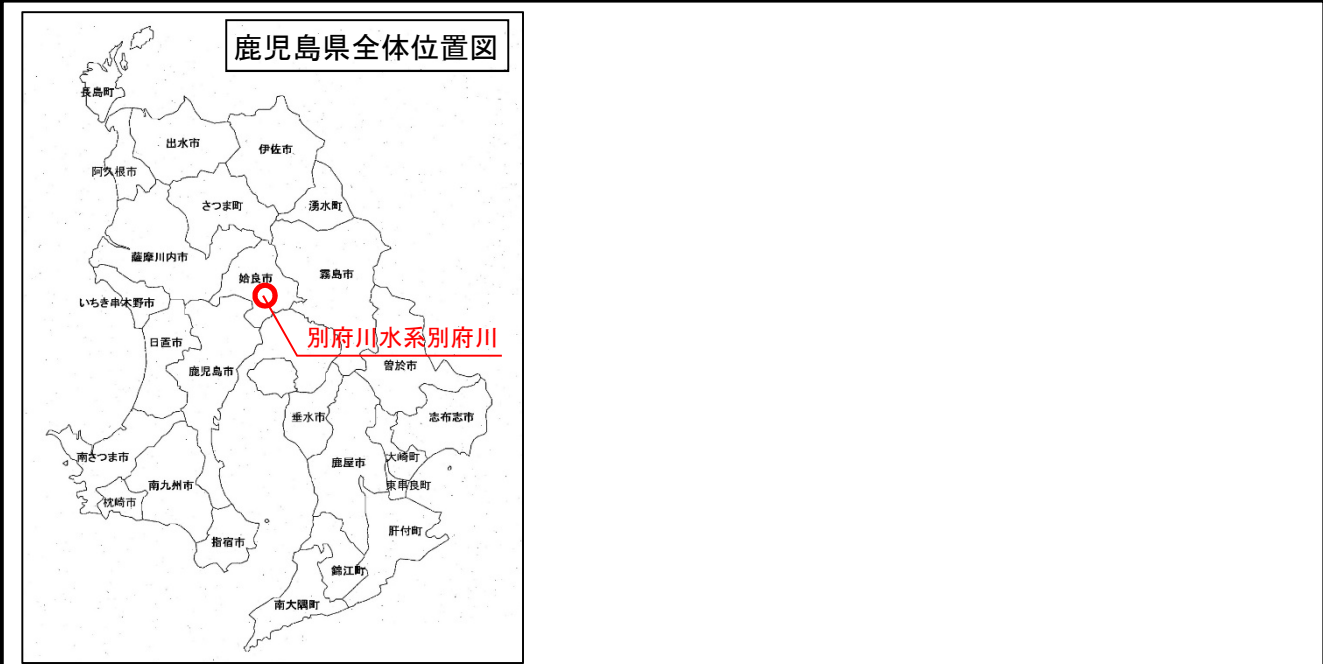 鹿児島県全体位置図
長島町
出水市
伊佐市
阿久根市
さつま町
湧水町
薩摩川内市
姶良市
霧島市
いちき串木野市
別府川水系別府川
日置市
鹿児島市
曽於市
垂水市
志布志市
南さつま市
大崎町
鹿屋市
南九州市
東串良町
枕崎市
肝付町
指宿市
錦江町
南大隅町